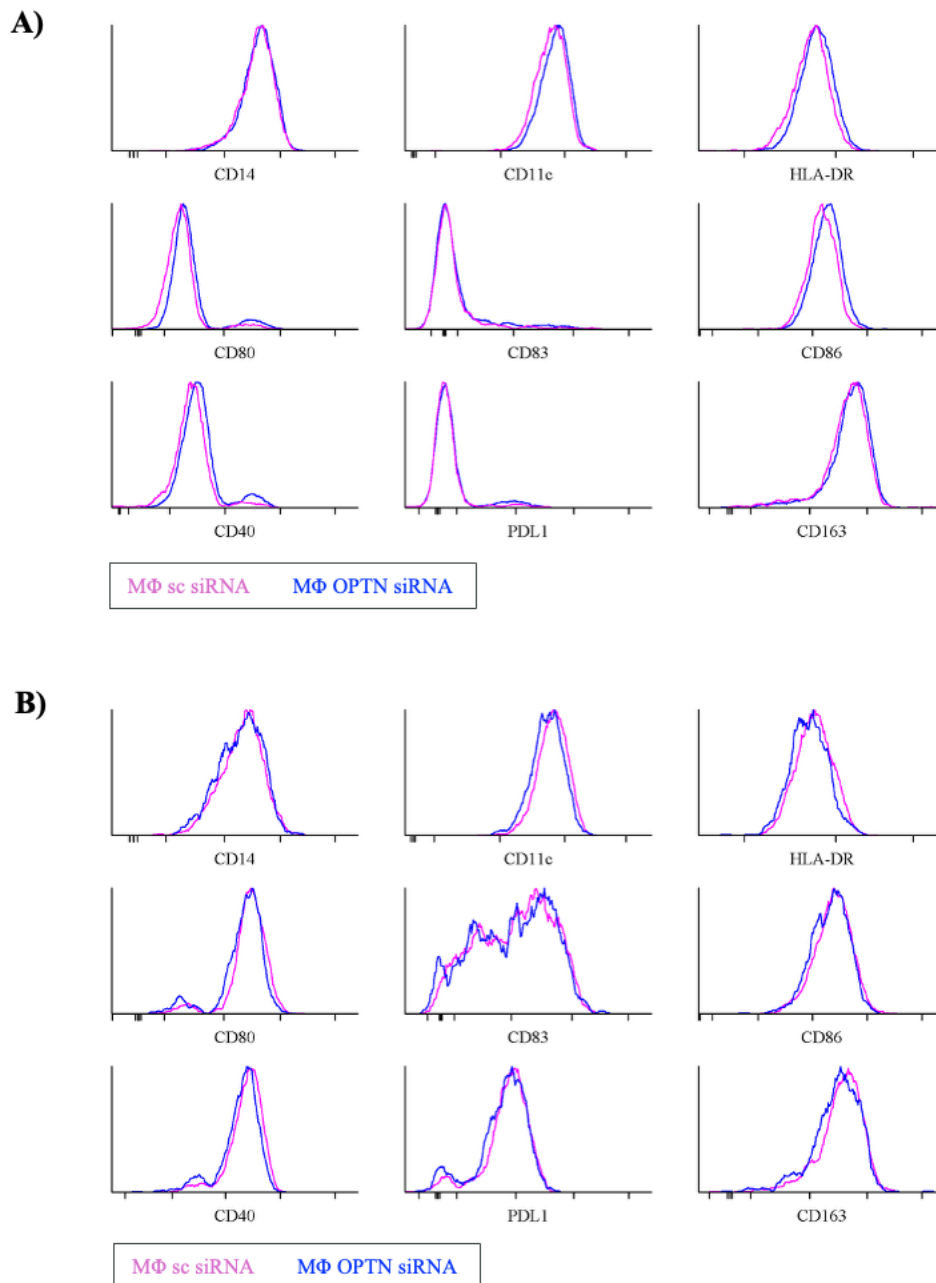 A)
CD14 CD11c HLA-DR
CD80 CD83 CD86
CD40 PDL1 CD163
MΦ sc siRNA MΦ OPTN siRNA
B)
CD14 CD11c HLA-DR
CD80 CD83 CD86
CD40 PDL1 CD163
MΦ sc siRNA MΦ OPTN siRNA